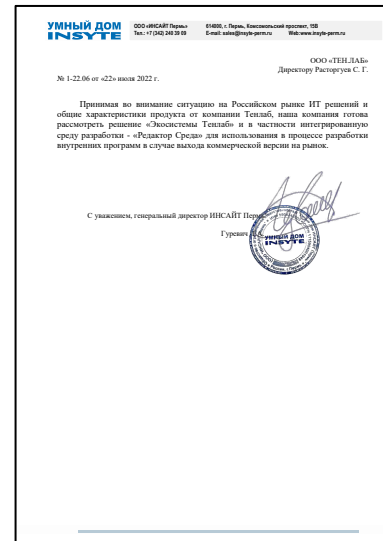 УМНЫЙ ДОМ
INSYTE
ООО «ИНСАЙТ Пермь»
Тел.: +7 (342) 240 39 09
614000, г. Пермь, Комсомольский проспект, 15В
E-mail: sales@insyte-perm.ru Web:www.insyte-perm.ru
ООО «ТЕНЛАБ»
Директору Расторгуев С. Г.
№ 1-22.06 от «22» июля 2022 г.
Принимая во внимание ситуацию на Российском рынке ИТ решений и
общие характеристики продукта от компании Тенлаб, наша компания готова
рассмотреть решение «Экосистемы Тенлаб» и в частности интегрированную
среду разработки - «Редактор Среда» для использования в процессе разработки
внутренних программ в случае выхода коммерческой версии на рынок.
С уважением, генеральный директор ИНСАЙТ Пермь
Гуревич
УМНЫЙ ДОМ
INSYTE